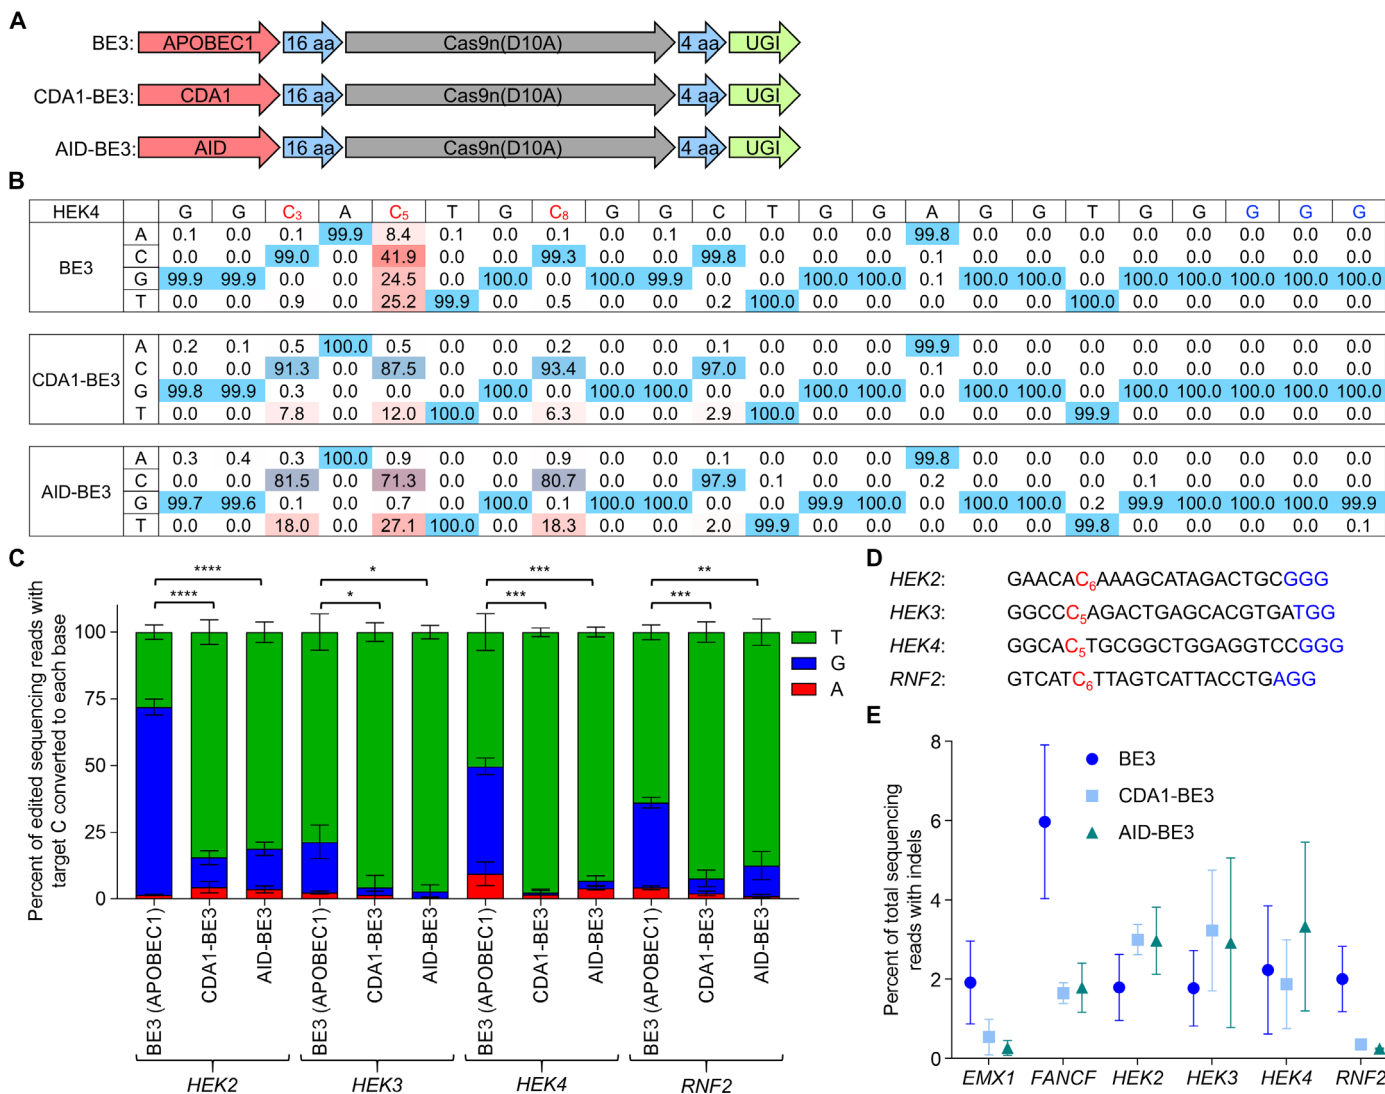 A
BE3: APOBEC1 16 aa Cas9n(D10A) 4 aa UGI
CDA1-BE3: CDA1 16 aa Cas9n(D10A) 4 aa UGI
AID-BE3: AID 16 aa Cas9n(D10A) 4 aa UGI
B
HEK4 G G C3 A C5 T G C8 G G C T G G A G G T G G G G G
BE3
A 0.1 0.0 0.1 99.9 8.4 0.1 0.0 0.1 0.0 0.1 0.0 0.0 0.0 0.0 99.8 0.0 0.0 0.0 0.0 0.0 0.0 0.0 0.0
C 0.0 0.0 99.0 0.0 41.9 0.0 0.0 99.3 0.0 0.0 99.8 0.0 0.0 0.0 0.1 0.0 0.0 0.0 0.0 0.0 0.0 0.0 0.0
G 99.9 99.9 0.0 0.0 24.5 0.0 100.0 0.0 100.0 99.9 0.0 0.0 100.0 100.0 0.1 100.0 100.0 0.0 100.0 100.0 100.0 100.0 100.0
T 0.0 0.0 0.9 0.0 25.2 99.9 0.0 0.5 0.0 0.0 0.2 100.0 0.0 0.0 0.0 0.0 0.0 100.0 0.0 0.0 0.0 0.0 0.0
CDA1-BE3
A 0.2 0.1 0.5 100.0 0.5 0.0 0.0 0.2 0.0 0.0 0.1 0.0 0.0 0.0 99.9 0.0 0.0 0.0 0.0 0.0 0.0 0.0 0.0
C 0.0 0.0 91.3 0.0 87.5 0.0 0.0 93.4 0.0 0.0 97.0 0.0 0.0 0.0 0.1 0.0 0.0 0.0 0.0 0.0 0.0 0.0 0.0
G 99.8 99.9 0.3 0.0 0.0 0.0 100.0 0.0 100.0 100.0 0.0 0.0 100.0 100.0 0.0 100.0 100.0 0.0 100.0 100.0 100.0 100.0 100.0
T 0.0 0.0 7.8 0.0 12.0 100.0 0.0 6.3 0.0 0.0 2.9 100.0 0.0 0.0 0.0 0.0 0.0 99.9 0.0 0.0 0.0 0.0 0.0
AID-BE3
A 0.3 0.4 0.3 100.0 0.9 0.0 0.0 0.9 0.0 0.0 0.1 0.0 0.0 0.0 99.8 0.0 0.0 0.0 0.0 0.0 0.0 0.0 0.0
C 0.0 0.0 81.5 0.0 71.3 0.0 0.0 80.7 0.0 0.0 97.9 0.1 0.0 0.0 0.2 0.0 0.0 0.0 0.1 0.0 0.0 0.0 0.0
G 99.7 99.6 0.1 0.0 0.7 0.0 100.0 0.1 100.0 100.0 0.0 0.0 99.9 100.0 0.0 100.0 100.0 0.2 99.9 100.0 100.0 100.0 99.9
T 0.0 0.0 18.0 0.0 27.1 100.0 0.0 18.3 0.0 0.0 2.0 99.9 0.0 0.0 0.0 0.0 0.0 99.8 0.0 0.0 0.0 0.0 0.1
C
Percent of edited sequencing reads with
target C converted to each base
100
75
50
25
0
**** * *** **
**** * *** ***
T
G
A
BE3 (APOBEC1)
CDA1-BE3
AID-BE3
BE3 (APOBEC1)
CDA1-BE3
AID-BE3
BE3 (APOBEC1)
CDA1-BE3
AID-BE3
BE3 (APOBEC1)
CDA1-BE3
AID-BE3
HEK2 HEK3 HEK4 RNF2
D
HEK2: GAACAC6AAAGCATAGACTGCGGG
HEK3: GGCCC5AGACTGAGCACGTGATGG
HEK4: GGCAC5TGCGGCTGGAGGTCCGGG
RNF2: GTCATC6TTAGTCATTACCTGAGG
E
Percent of total sequencing
reads with indels
8
6
4
2
0
BE3
CDA1-BE3
AID-BE3
EMX1 FANCF HEK2 HEK3 HEK4 RNF2